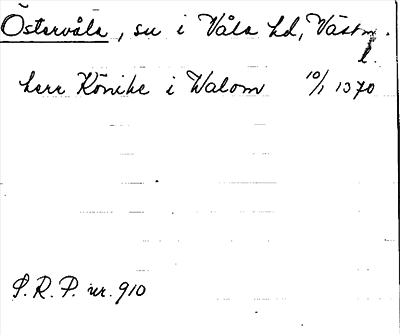 Östervåla, sn i Våla hd, Västm.
l.
herr Könike i Walom 10/1 1370
S.R.P. nr. 910